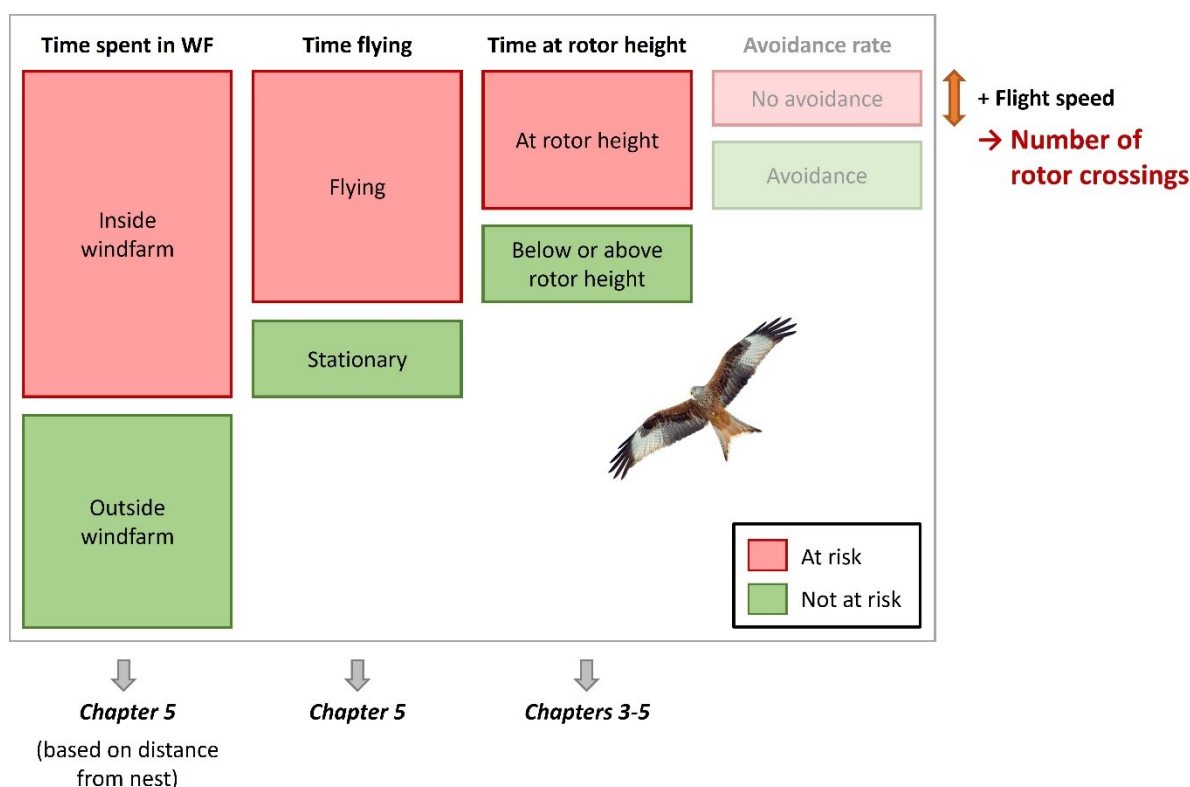 Time spent in WF
Time flying
Time at rotor height
Avoidance rate
Inside
windfarm
Outside
windfarm
Flying
Stationary
At rotor height
Below or above
rotor height
No avoidance
Avoidance
+ Flight speed
→ Number of
rotor crossings
At risk
Not at risk
Chapter 5
(based on distance
from nest)
Chapter 5
Chapters 3-5